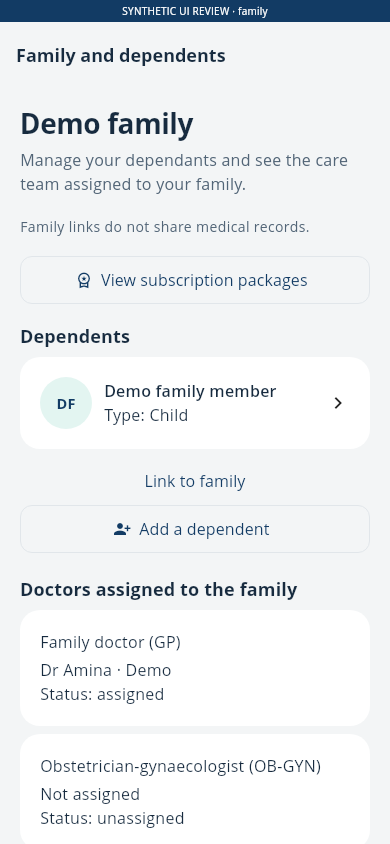 SYNTHETIC UI REVIEW · family
Family and dependents
Demo family
Manage your dependants and see the care
team assigned to your family.
Family links do not share medical records.
View subscription packages
Dependents
DF
Demo family member
Type: Child
Link to family
Add a dependent
Doctors assigned to the family
Family doctor (GP)
Dr Amina · Demo
Status: assigned
Obstetrician-gynaecologist (OB-GYN)
Not assigned
Status: unassigned